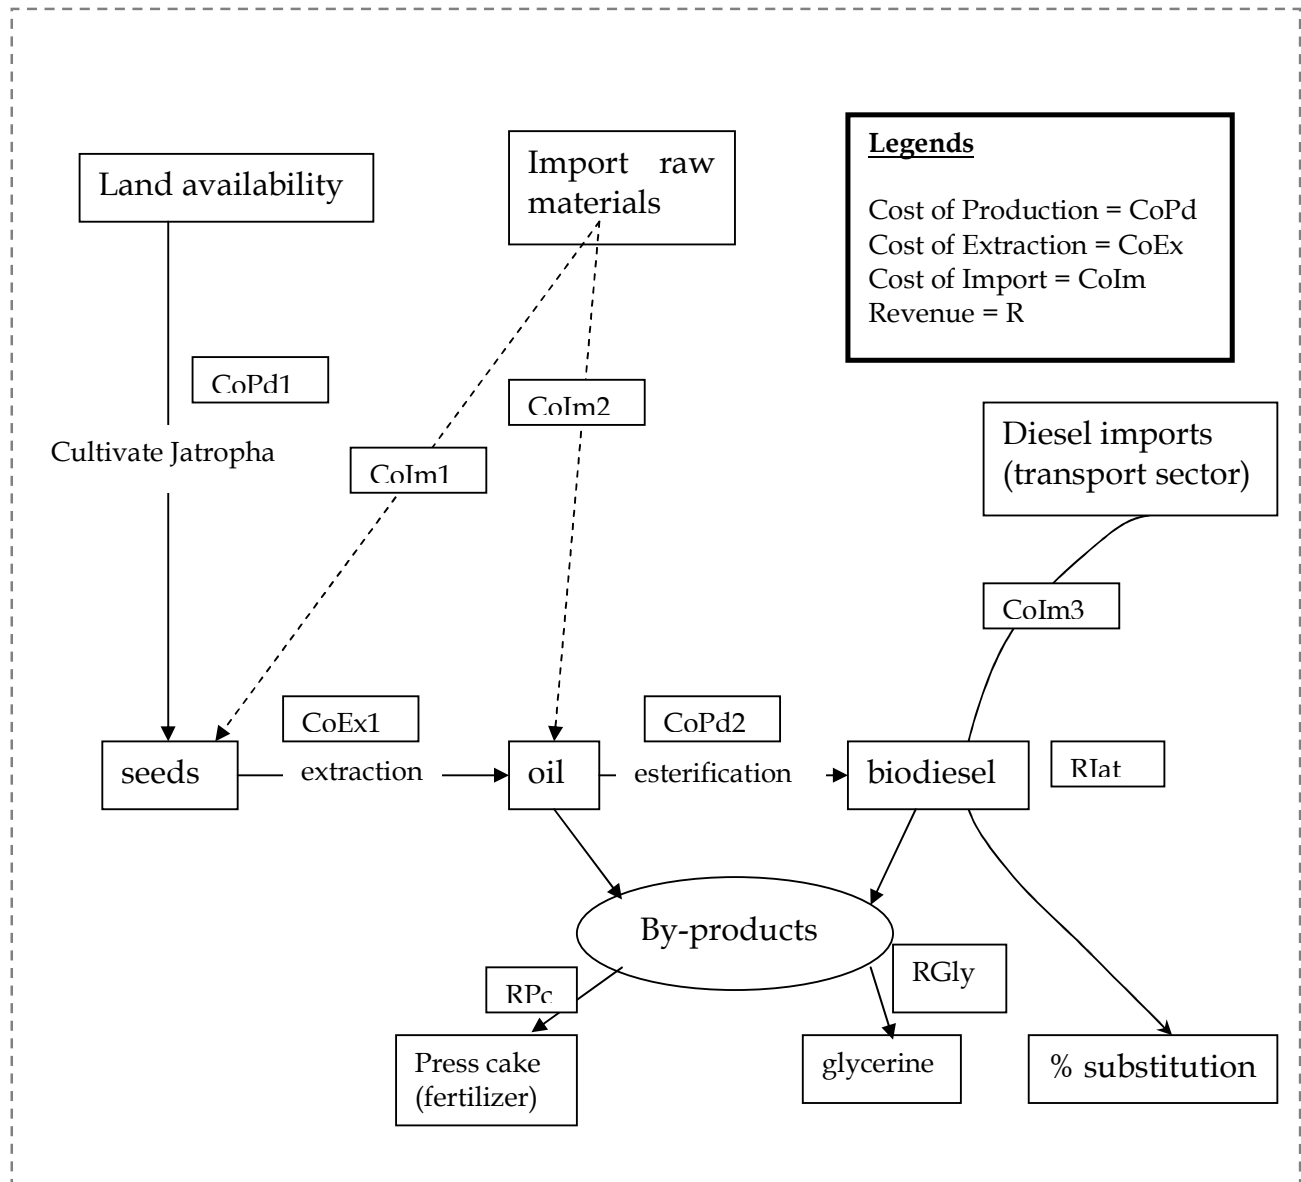 Land availability
Import raw
materials
Legends
Cost of Production = CoPd
Cost of Extraction = CoEx
Cost of Import = CoIm
Revenue = R
CoPd1
CoIm2
Diesel imports
(transport sector)
Cultivate Jatropha
CoIm1
CoIm3
CoEx1
CoPd2
seeds
extraction
oil
esterification
biodiesel
RJat
By-products
RPc
RGly
Press cake
(fertilizer)
glycerine
% substitution